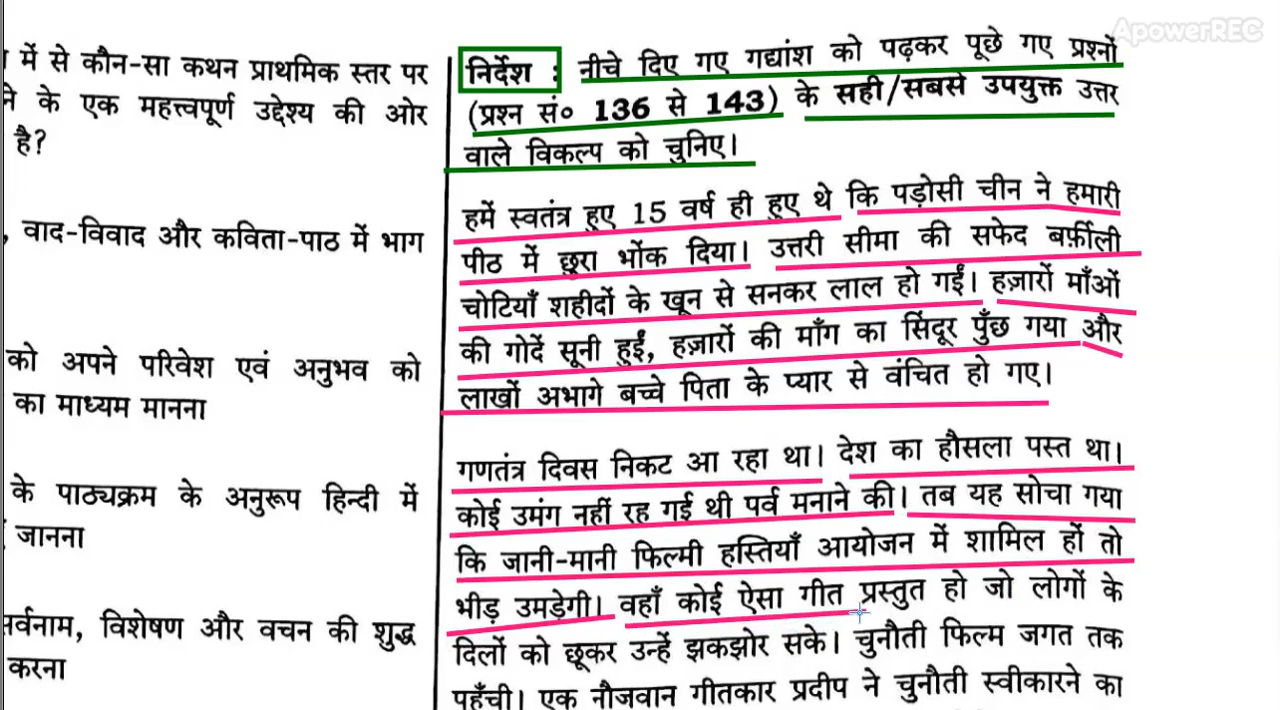 ApowerREC
में से कौन-सा कथन प्राथमिक स्तर पर
के एक महत्त्वपूर्ण उद्देश्य की ओर
है?
वाद-विवाद और कविता-पाठ में भाग
को अपने परिवेश एवं अनुभव को
का माध्यम मानना
के पाठ्यक्रम के अनुरूप हिन्दी में
जानना
सर्वनाम, विशेषण और वचन की शुद्ध
करना
निर्देश : नीचे दिए गए गद्यांश को पढ़कर पूछे गए प्रश्नों
(प्रश्न सं० 136 से 143) के सही/सबसे उपयुक्त उत्तर
वाले विकल्प को चुनिए।
हमें स्वतंत्र हुए 15 वर्ष ही हुए थे कि पड़ोसी चीन ने हमारी
पीठ में छुरा भोंक दिया। उत्तरी सीमा की सफेद बर्फ़ीली
चोटियाँ शहीदों के खून से सनकर लाल हो गईं। हज़ारों माँओं
की गोदें सूनी हुईं, हज़ारों की माँग का सिंदूर पुँछ गया और
लाखों अभागे बच्चे पिता के प्यार से वंचित हो गए।
गणतंत्र दिवस निकट आ रहा था। देश का हौसला पस्त था।
कोई उमंग नहीं रह गई थी पर्व मनाने की। तब यह सोचा गया
कि जानी-मानी फिल्मी हस्तियाँ आयोजन में शामिल हों तो
भीड़ उमड़ेगी। वहाँ कोई ऐसा गीत प्रस्तुत हो जो लोगों के
दिलों को छूकर उन्हें झकझोर सके। चुनौती फिल्म जगत तक
पहुँची। एक नौजवान गीतकार प्रदीप ने चुनौती स्वीकारने का